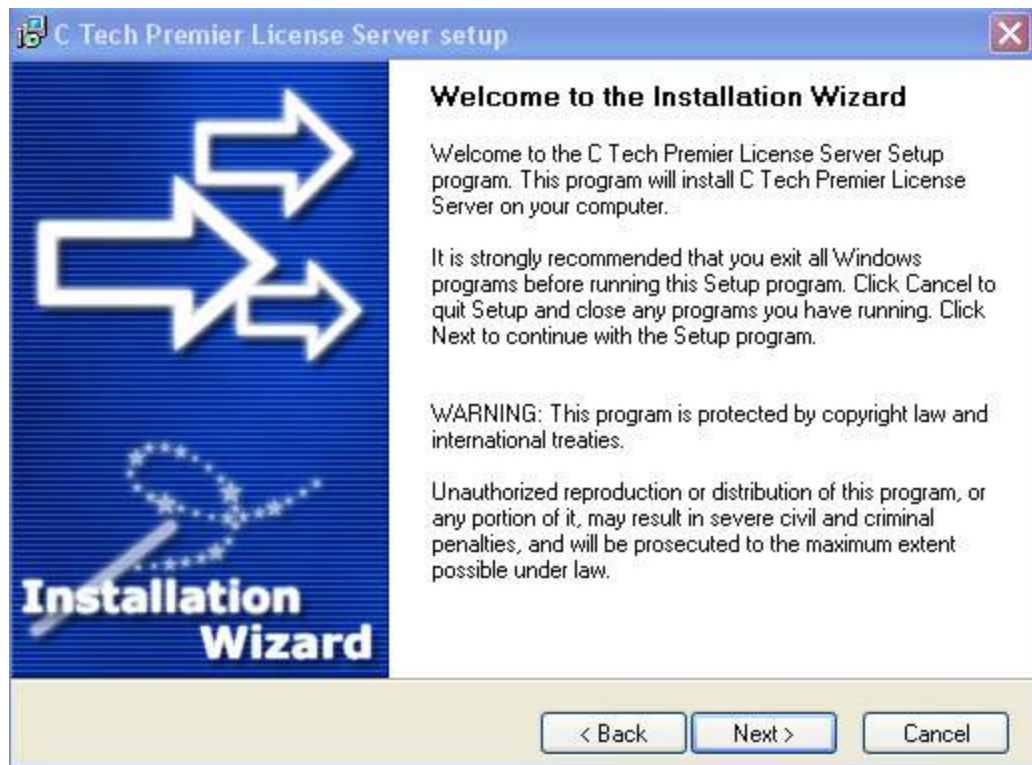 C Tech Premier License Server setup
Welcome to the Installation Wizard
Welcome to the C Tech Premier License Server Setup
program. This program will install C Tech Premier License
Server on your computer.
It is strongly recommended that you exit all Windows
programs before running this Setup program. Click Cancel to
quit Setup and close any programs you have running. Click
Next to continue with the Setup program.
WARNING: This program is protected by copyright law and
international treaties.
Unauthorized reproduction or distribution of this program, or
any portion of it, may result in severe civil and criminal
penalties, and will be prosecuted to the maximum extent
possible under law.
Installation
Wizard
< Back
Next >
Cancel